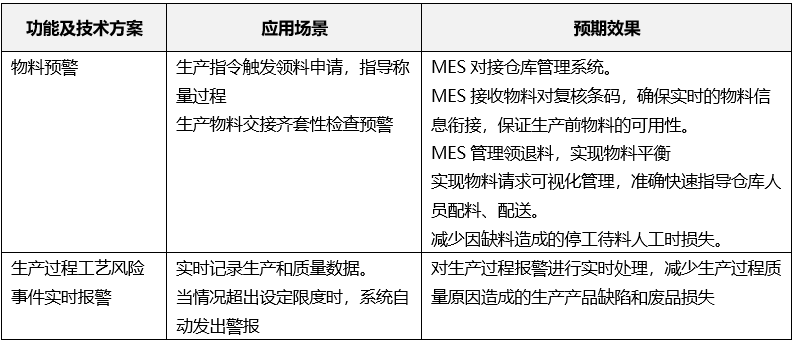 功能及技术方案
应用场景
预期效果
物料预警
生产指令触发领料申请，指导称
量过程
生产物料交接齐套性检查预警
MES 对接仓库管理系统。
MES 接收物料对复核条码，确保实时的物料信
息衔接，保证生产前物料的可用性。
MES 管理领退料，实现物料平衡
实现物料请求可视化管理，准确快速指导仓库人
员配料、配送。
减少因缺料造成的停工待料人工时损失。
生产过程工艺风险
事件实时报警
实时记录生产和质量数据。
当情况超出设定限度时，系统自
动发出警报
对生产过程报警进行实时处理，减少生产过程质
量原因造成的生产产品缺陷和废品损失